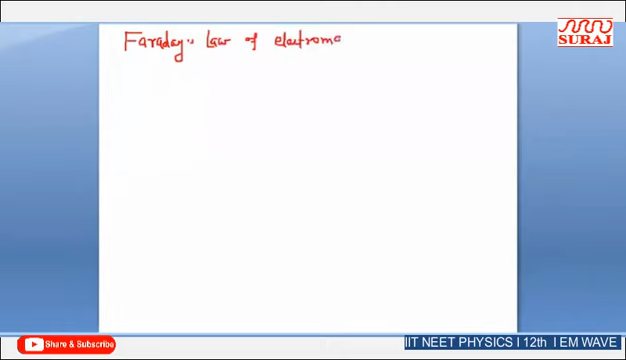 SURAJ
Faraday's Law of electroma
Share & Subscribe
IIT NEET PHYSICS I 12th I EM WAVE